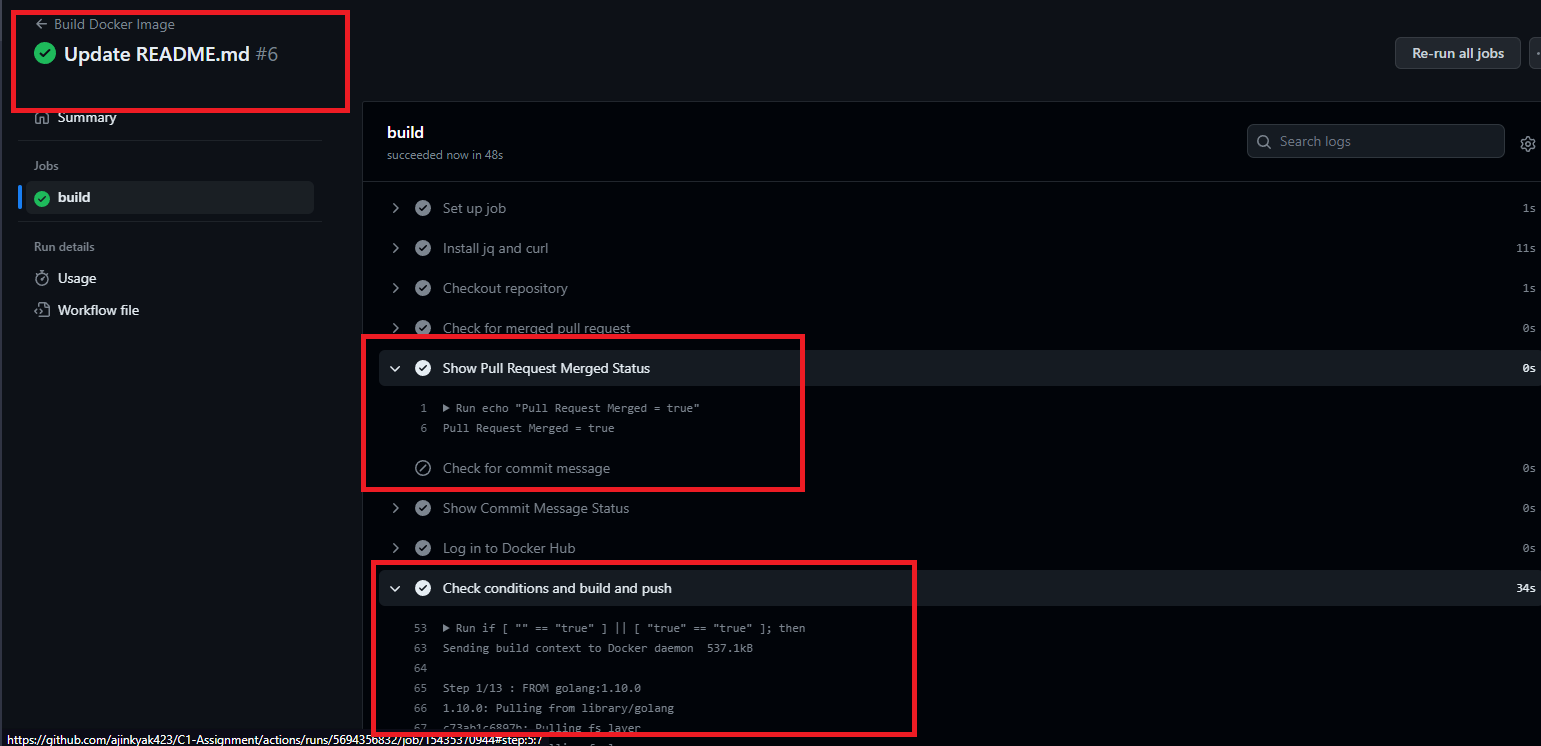 ← Build Docker Image
Update README.md #6
Re-run all jobs
Summary
Jobs
build
Run details
Usage
Workflow file
build
succeeded now in 48s
Search logs
Set up job 1s
Install jq and curl 11s
Checkout repository 1s
Check for merged pull request 0s
Show Pull Request Merged Status 0s
1 ▶ Run echo "Pull Request Merged = true"
6 Pull Request Merged = true
Check for commit message 0s
Show Commit Message Status 0s
Log in to Docker Hub 0s
Check conditions and build and push 34s
53 ▶ Run if [ "" == "true" ] || [ "true" == "true" ]; then
63 Sending build context to Docker daemon 537.1kB
64
65 Step 1/13 : FROM golang:1.10.0
66 1.10.0: Pulling from library/golang
67 c73ab1c6897b: Pulling fs layer
https://github.com/ajinkyak423/C1-Assignment/actions/runs/5694356832/job/15435370944#step:5:7